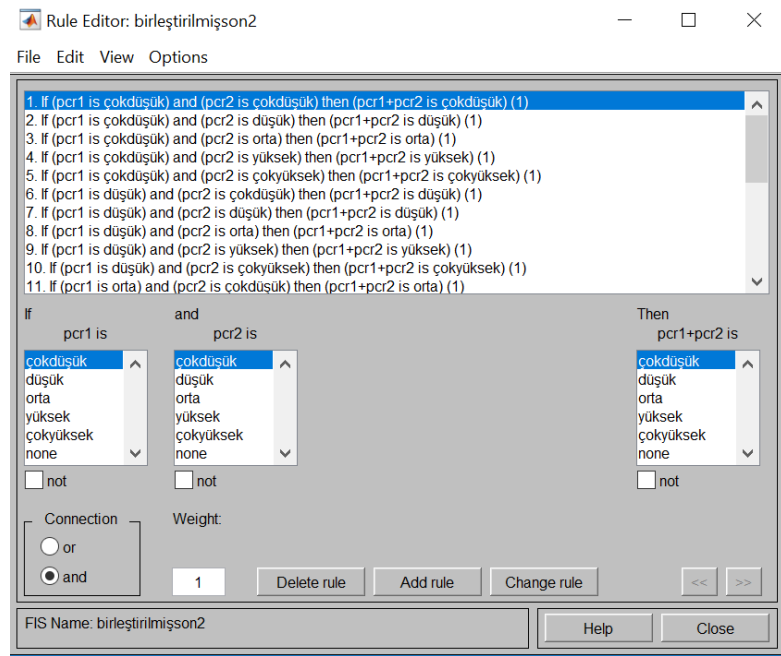 Rule Editor: birleştirilmişson2
File Edit View Options
1. If (pcr1 is çokdüşük) and (pcr2 is çokdüşük) then (pcr1+pcr2 is çokdüşük) (1)
2. If (pcr1 is çokdüşük) and (pcr2 is düşük) then (pcr1+pcr2 is düşük) (1)
3. If (pcr1 is çokdüşük) and (pcr2 is orta) then (pcr1+pcr2 is orta) (1)
4. If (pcr1 is çokdüşük) and (pcr2 is yüksek) then (pcr1+pcr2 is yüksek) (1)
5. If (pcr1 is çokdüşük) and (pcr2 is çokyüksek) then (pcr1+pcr2 is çokyüksek) (1)
6. If (pcr1 is düşük) and (pcr2 is çokdüşük) then (pcr1+pcr2 is düşük) (1)
7. If (pcr1 is düşük) and (pcr2 is düşük) then (pcr1+pcr2 is düşük) (1)
8. If (pcr1 is düşük) and (pcr2 is orta) then (pcr1+pcr2 is orta) (1)
9. If (pcr1 is düşük) and (pcr2 is yüksek) then (pcr1+pcr2 is yüksek) (1)
10. If (pcr1 is düşük) and (pcr2 is çokyüksek) then (pcr1+pcr2 is çokyüksek) (1)
11. If (pcr1 is orta) and (pcr2 is çokdüşük) then (pcr1+pcr2 is orta) (1)
If
pcr1 is
çokdüşük
düşük
orta
yüksek
çokyüksek
none
not
and
pcr2 is
çokdüşük
düşük
orta
yüksek
çokyüksek
none
not
Then
pcr1+pcr2 is
çokdüşük
düşük
orta
yüksek
çokyüksek
none
not
Connection
or
and
Weight:
1
Delete rule
Add rule
Change rule
<<
>>
FIS Name: birleştirilmişson2
Help
Close